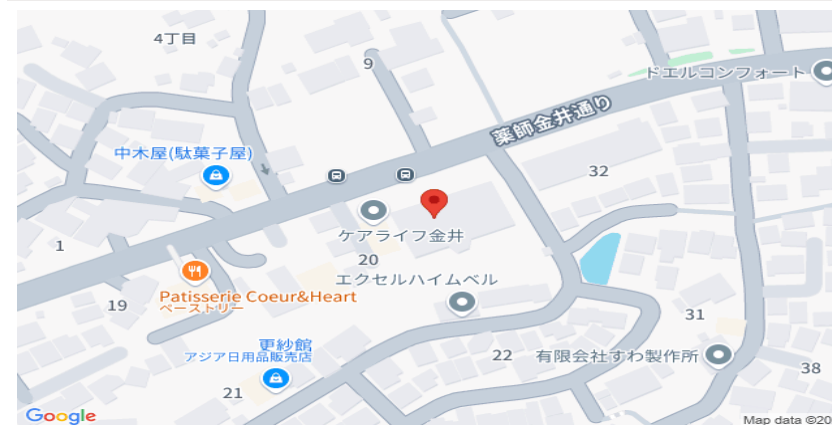 4丁目
9
ドエルコンフォート
薬師金井通り
中木屋(駄菓子屋)
32
ケアライフ金井
1
20
エクセルハイムベル
Patisserie Coeur&Heart
ペーストリー
19
31
更紗館
アジア日用品販売店
22
有限会社すわ製作所
38
21
Google
Map data ©20